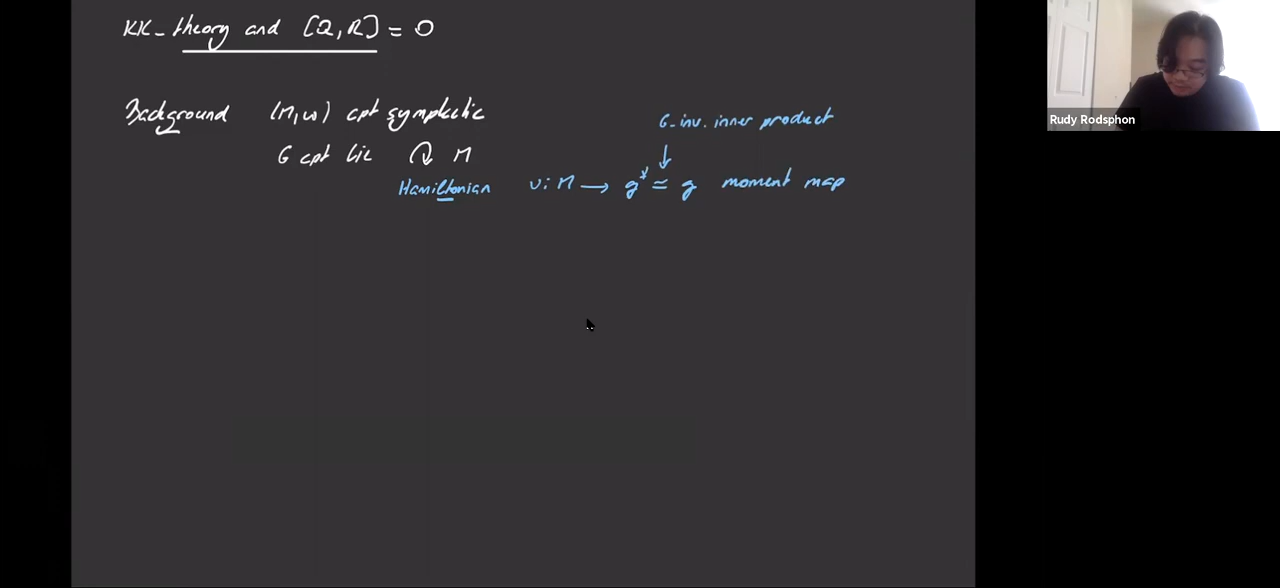 KK-theory and [Q,R] = 0
Background (M,ω) cpt symplectic
G-inv. inner product
G cpt Lie ↷ M
Hamiltonian ν: M → g* ≃ g moment map
Rudy Rodsphon